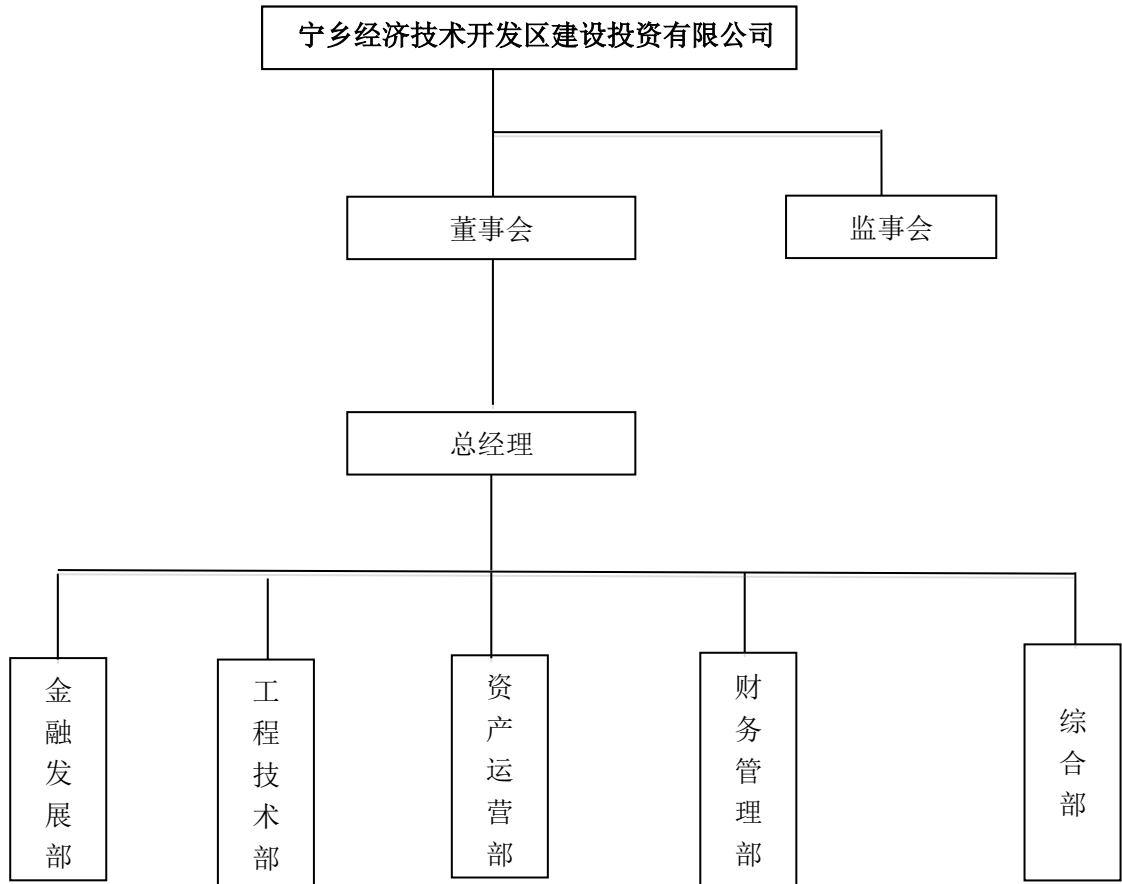 宁乡经济技术开发区建设投资有限公司
董事会
监事会
总经理
金融发展部
工程技术部
资产运营部
财务管理部
综合部